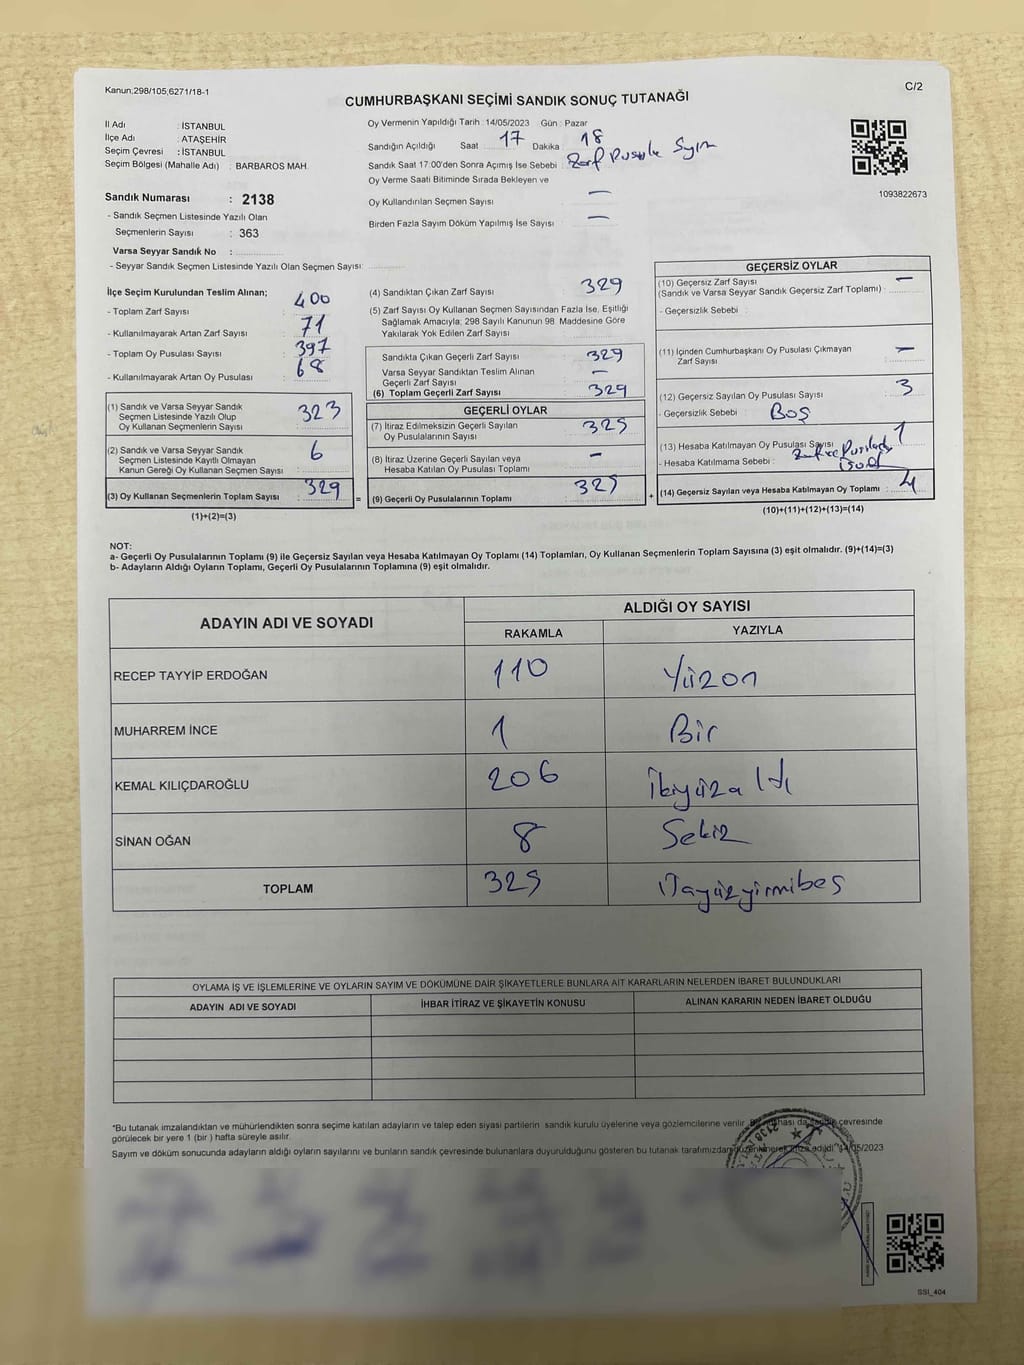 Kanun:298/105,6271/18-1
C/2
CUMHURBAŞKANI SEÇİMİ SANDIK SONUÇ TUTANAĞI
İl Adı : İSTANBUL
İlçe Adı : ATAŞEHİR
Seçim Çevresi : İSTANBUL
Seçim Bölgesi (Mahalle Adı) : BARBAROS MAH.
Sandık Numarası : 2138
- Sandık Seçmen Listesinde Yazılı Olan
Seçmenlerin Sayısı : 363
Varsa Seyyar Sandık No :
- Seyyar Sandık Seçmen Listesinde Yazılı Olan Seçmen Sayısı:
Oy Vermenin Yapıldığı Tarih : 14/05/2023 Gün : Pazar
Sandığın Açıldığı Saat 17 Dakika : 18
Sandık Saat 17:00'den Sonra Açımış İse Sebebi : Zarf Pusula Sayım
Oy Verme Saati Bitiminde Sırada Bekleyen ve
Oy Kullandırılan Seçmen Sayısı : —
Birden Fazla Sayım Döküm Yapılmış İse Sayısı : —
1093822673
İlçe Seçim Kurulundan Teslim Alınan;
- Toplam Zarf Sayısı : 400
- Kullanılmayarak Artan Zarf Sayısı : 71
- Toplam Oy Pusulası Sayısı : 397
- Kullanılmayarak Artan Oy Pusulası : 68
(1) Sandık ve Varsa Seyyar Sandık
Seçmen Listesinde Yazılı Olup
Oy Kullanan Seçmenlerin Sayısı : 323
(2) Sandık ve Varsa Seyyar Sandık
Seçmen Listesinde Kayıtlı Olmayan
Kanun Gereği Oy Kullanan Seçmen Sayısı : 6
(3) Oy Kullanan Seçmenlerin Toplam Sayısı : 329
(1)+(2)=(3)
=
(4) Sandıktan Çıkan Zarf Sayısı : 329
(5) Zarf Sayısı Oy Kullanan Seçmen Sayısından Fazla İse, Eşitliği
Sağlamak Amacıyla; 298 Sayılı Kanunun 98. Maddesine Göre
Yakılarak Yok Edilen Zarf Sayısı :
Sandıkta Çıkan Geçerli Zarf Sayısı : 329
Varsa Seyyar Sandıktan Teslim Alınan
Geçerli Zarf Sayısı : —
(6) Toplam Geçerli Zarf Sayısı : 329
GEÇERLİ OYLAR
(7) İtiraz Edilmeksizin Geçerli Sayılan
Oy Pusulalarının Sayısı : 325
(8) İtiraz Üzerine Geçerli Sayılan veya
Hesaba Katılan Oy Pusulası Toplamı : —
(9) Geçerli Oy Pusulalarının Toplamı : 325
+
GEÇERSİZ OYLAR
(10) Geçersiz Zarf Sayısı
(Sandık ve Varsa Seyyar Sandık Geçersiz Zarf Toplamı) : —
- Geçersizlik Sebebi :
(11) İçinden Cumhurbaşkanı Oy Pusulası Çıkmayan
Zarf Sayısı : —
(12) Geçersiz Sayılan Oy Pusulası Sayısı : 3
- Geçersizlik Sebebi : Boş
(13) Hesaba Katılmayan Oy Pusulası Sayısı : 1
- Hesaba Katılmama Sebebi :
(14) Geçersiz Sayılan veya Hesaba Katılmayan Oy Toplamı : 4
(10)+(11)+(12)+(13)=(14)
NOT:
a- Geçerli Oy Pusulalarının Toplamı (9) ile Geçersiz Sayılan veya Hesaba Katılmayan Oy Toplamı (14) Toplamları, Oy Kullanan Seçmenlerin Toplam Sayısına (3) eşit olmalıdır. (9)+(14)=(3)
b- Adayların Aldığı Oyların Toplamı, Geçerli Oy Pusulalarının Toplamına (9) eşit olmalıdır.
ADAYIN ADI VE SOYADI
ALDIĞI OY SAYISI
RAKAMLA YAZIYLA
RECEP TAYYİP ERDOĞAN 110 Yüzon
MUHARREM İNCE 1 Bir
KEMAL KILIÇDAROĞLU 206 İkiyüzaltı
SİNAN OĞAN 8 Sekiz
TOPLAM 325 Üçyüzyirmibeş
OYLAMA İŞ VE İŞLEMLERİNE VE OYLARIN SAYIM VE DÖKÜMÜNE DAİR ŞİKAYETLERLE BUNLARA AİT KARARLARIN NELERDEN İBARET BULUNDUKLARI
ADAYIN ADI VE SOYADI İHBAR İTİRAZ VE ŞİKAYETİN KONUSU ALINAN KARARIN NEDEN İBARET OLDUĞU
*Bu tutanak imzalandıktan ve mühürlendikten sonra seçime katılan adayların ve talep eden siyasi partilerin sandık kurulu üyelerine veya gözlemcilerine verilir. Bir nüshası da sandık çevresinde
görülecek bir yere 1 (bir ) hafta süreyle asılır.
Sayım ve döküm sonucunda adayların aldığı oyların sayılarını ve bunların sandık çevresinde bulunanlara duyurulduğunu gösteren bu tutanak tarafımızdan düzenlenerek imza edildi. 14/05/2023
2138
SSI_404